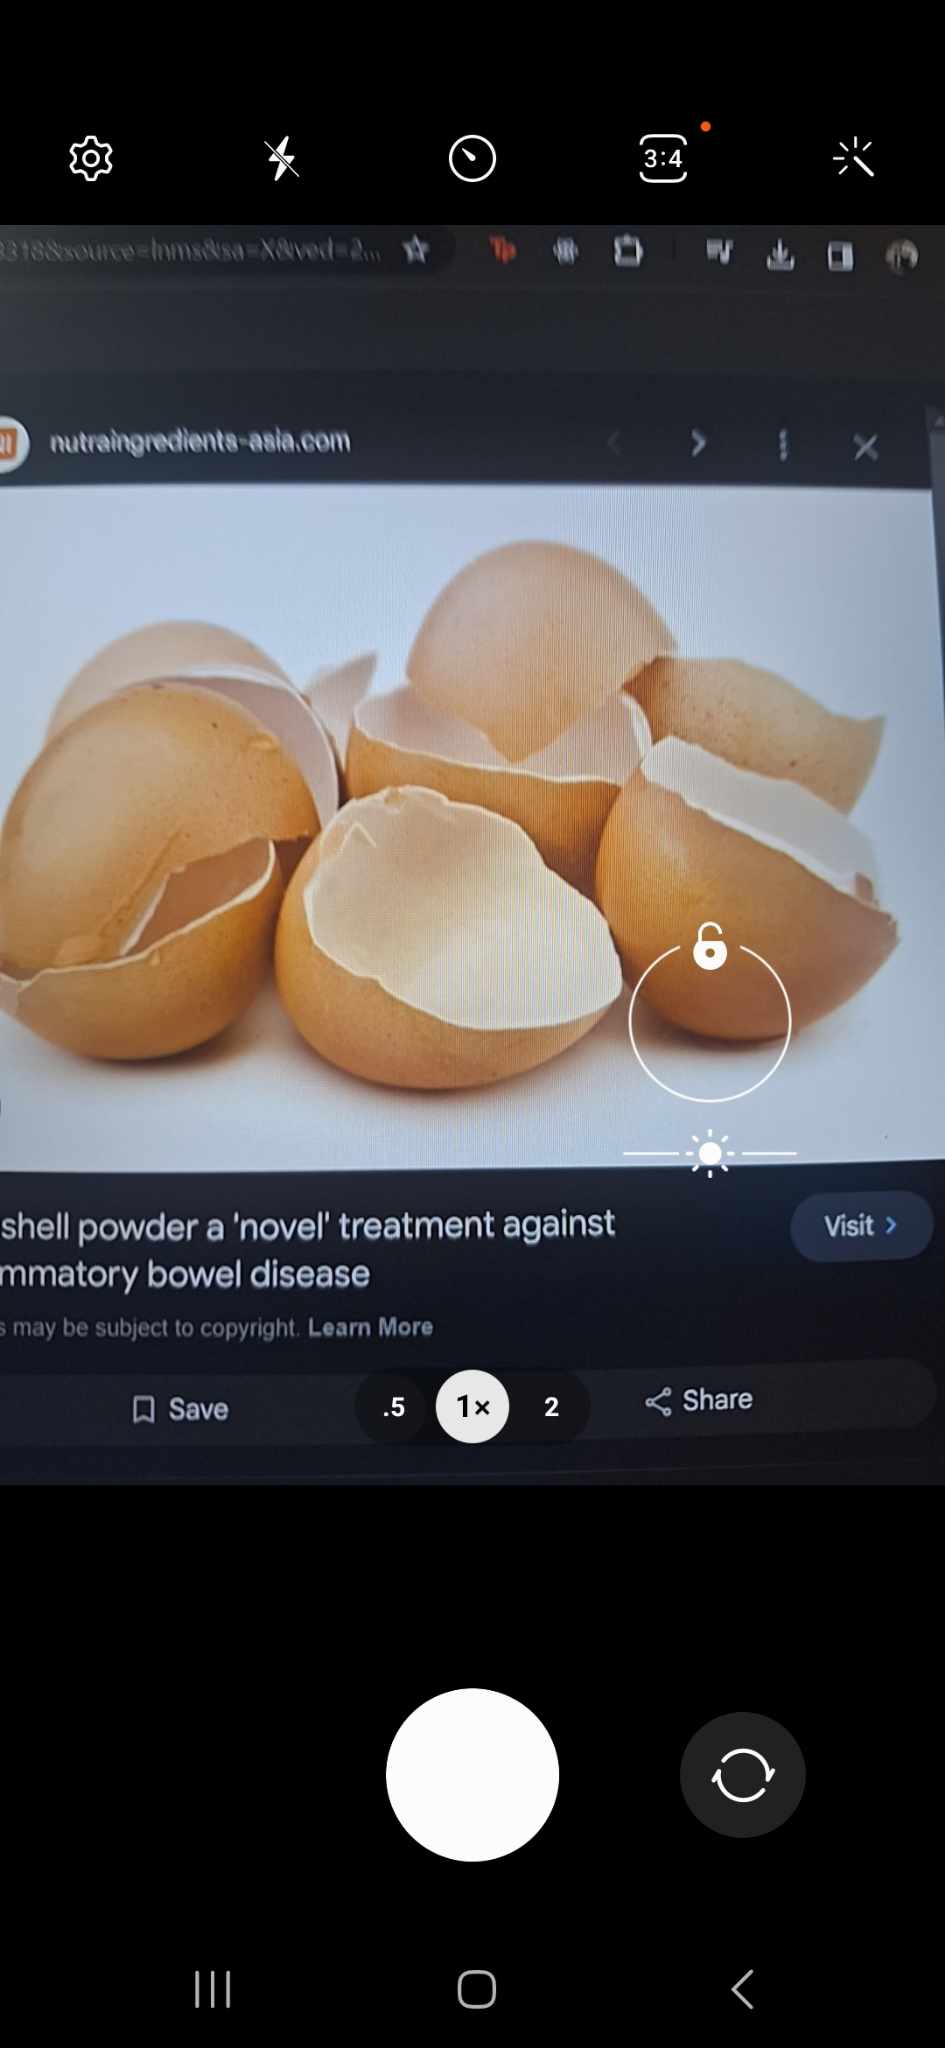 3:4
3318&source=lnms&sa=X&ved=2...
nutraingredients-asia.com
shell powder a 'novel' treatment against
mmatory bowel disease
Visit
s may be subject to copyright. Learn More
Save
.5
1×
2
Share